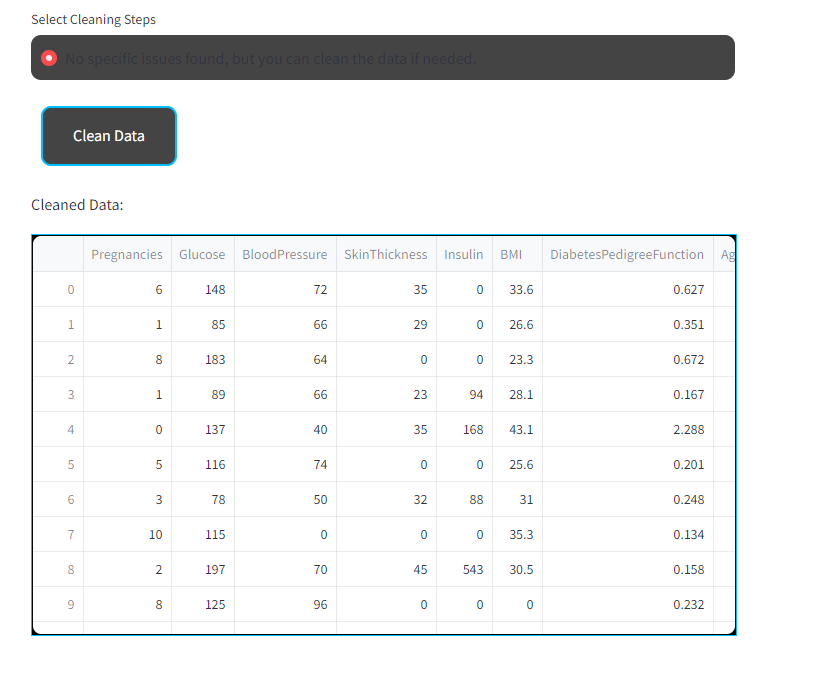 Select Cleaning Steps
No specific issues found, but you can clean the data if needed.
Clean Data
Cleaned Data:
Pregnancies Glucose BloodPressure SkinThickness Insulin BMI DiabetesPedigreeFunction Ag
0 6 148 72 35 0 33.6 0.627
1 1 85 66 29 0 26.6 0.351
2 8 183 64 0 0 23.3 0.672
3 1 89 66 23 94 28.1 0.167
4 0 137 40 35 168 43.1 2.288
5 5 116 74 0 0 25.6 0.201
6 3 78 50 32 88 31 0.248
7 10 115 0 0 0 35.3 0.134
8 2 197 70 45 543 30.5 0.158
9 8 125 96 0 0 0 0.232